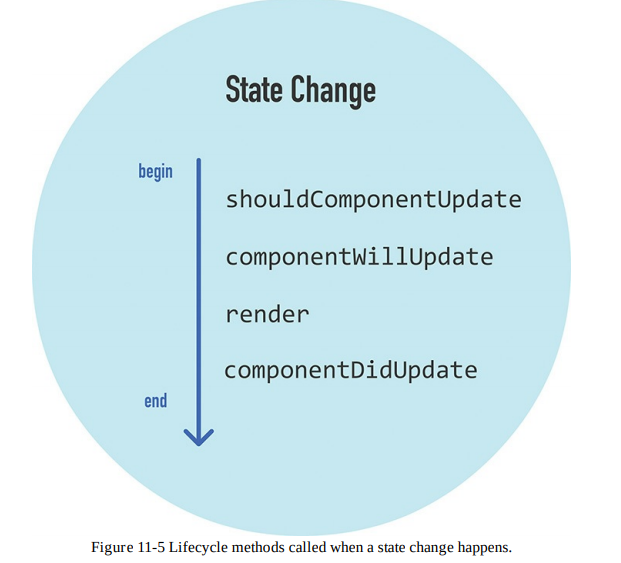 State Change
begin
shouldComponentUpdate
componentWillUpdate
render
componentDidUpdate
end
Figure 11-5 Lifecycle methods called when a state change happens.